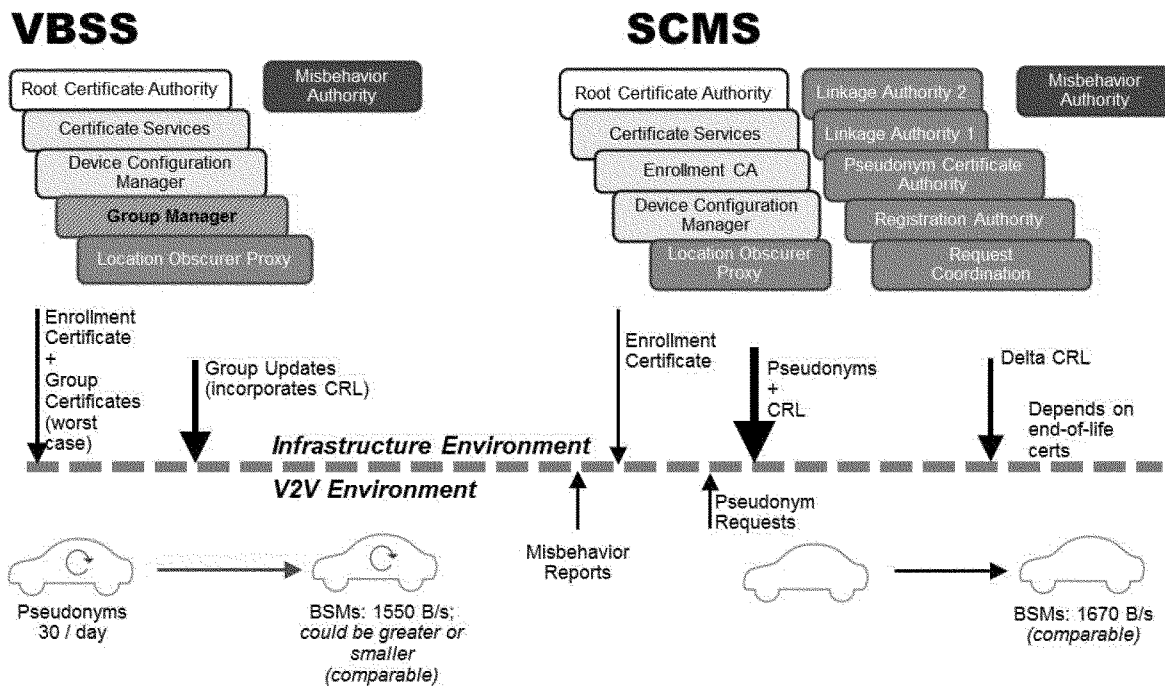 VBSS
Root Certificate Authority
Misbehavior
Authority
Certificate Services
Device Configuration
Manager
Group Manager
Location Obscurer Proxy
Enrollment
Certificate
+
Group
Certificates
(worst
case)
Group Updates
(incorporates CRL)
SCMS
Root Certificate Authority
Certificate Services
Enrollment CA
Device Configuration
Manager
Location Obscurer
Proxy
Linkage Authority 2
Linkage Authority 1
Pseudonym Certificate
Authority
Registration Authority
Request
Coordination
Misbehavior
Authority
Enrollment
Certificate
Pseudonyms
+
CRL
Delta CRL
Depends on
end-of-life
certs
Infrastructure Environment
V2V Environment
Pseudonyms
30 / day
BSMs: 1550 B/s;
could be greater or
smaller
(comparable)
Misbehavior
Reports
Pseudonym
Requests
BSMs: 1670 B/s
(comparable)